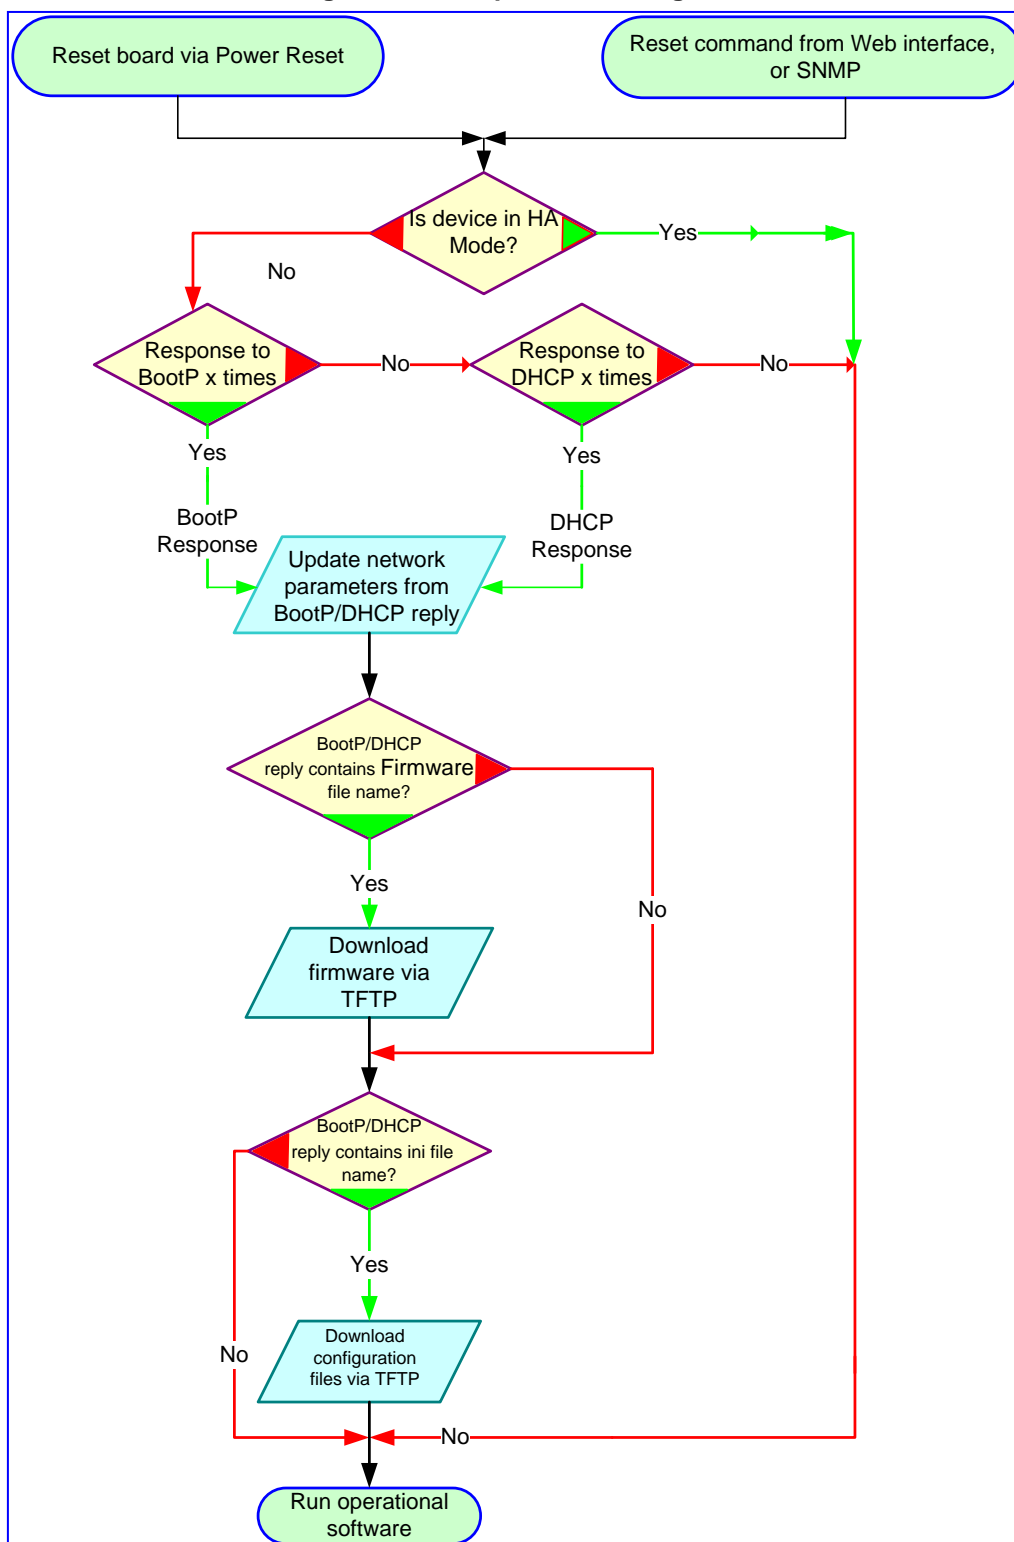 Reset board via Power Reset
Reset command from Web interface,
or SNMP
Is device in HA
Mode?
Yes
No
Response to
BootP x times
No
Response to
DHCP x times
No
Yes
Yes
BootP
Response
DHCP
Response
Update network
parameters from
BootP/DHCP reply
BootP/DHCP
reply contains Firmware
file name?
Yes
No
Download
firmware via
TFTP
BootP/DHCP
reply contains ini file
name?
Yes
No
Download
configuration
files via TFTP
No
Run operational
software